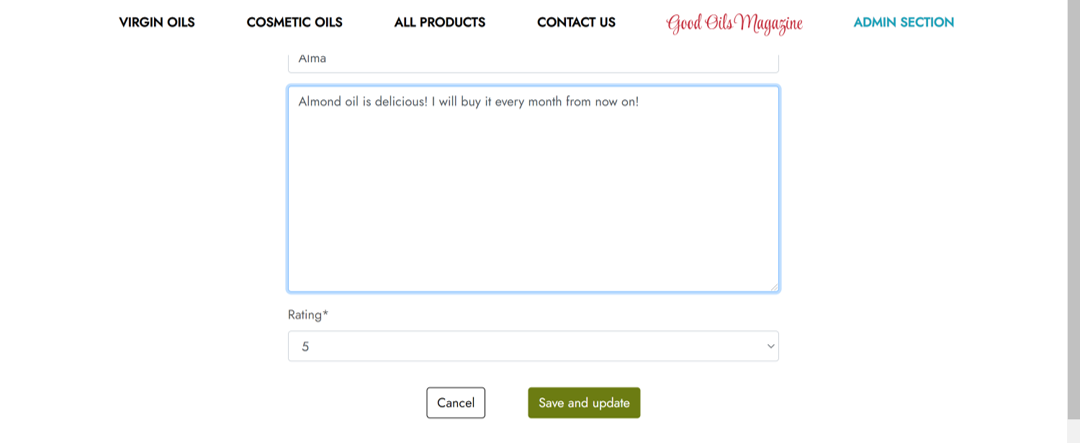 VIRGIN OILS COSMETIC OILS ALL PRODUCTS CONTACT US Good Oils Magazine ADMIN SECTION
Alma
Almond oil is delicious! I will buy it every month from now on!
Rating*
5
Cancel Save and update